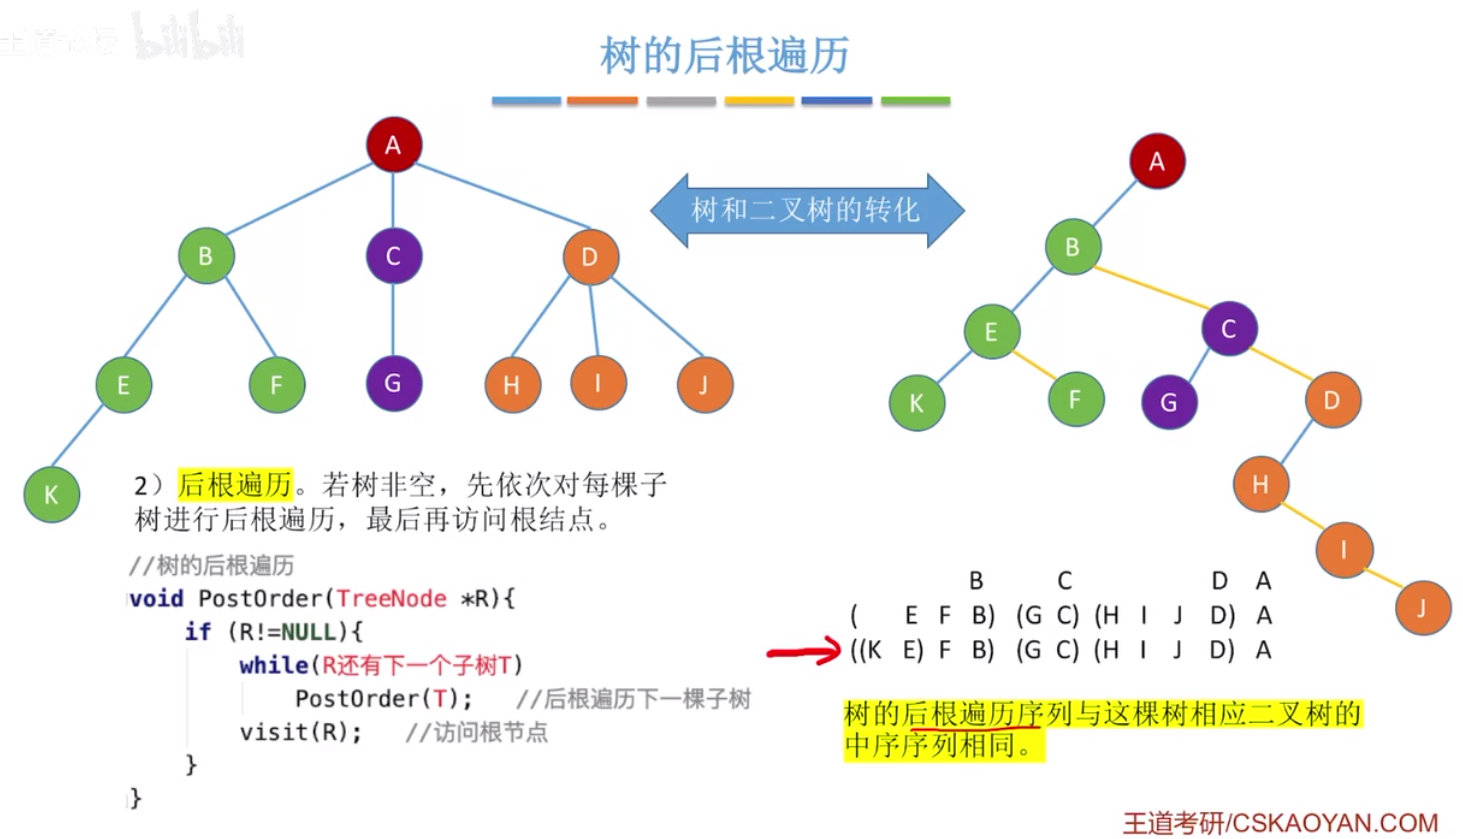 王道论坛 bilibili
树的后根遍历
A
B
C
D
E
F
G
H
I
J
K
树和二叉树的转化
A
B
E
C
K
F
G
D
H
I
J
2）后根遍历。若树非空，先依次对每棵子
树进行后根遍历，最后再访问根结点。
//树的后根遍历
void PostOrder(TreeNode *R){
if (R!=NULL){
while(R还有下一个子树T)
PostOrder(T); //后根遍历下一棵子树
visit(R); //访问根节点
}
}
B C D A
( E F B) (G C) (H I J D) A
((K E) F B) (G C) (H I J D) A
树的后根遍历序列与这棵树相应二叉树的
中序序列相同。
王道考研/CSKAOYAN.COM